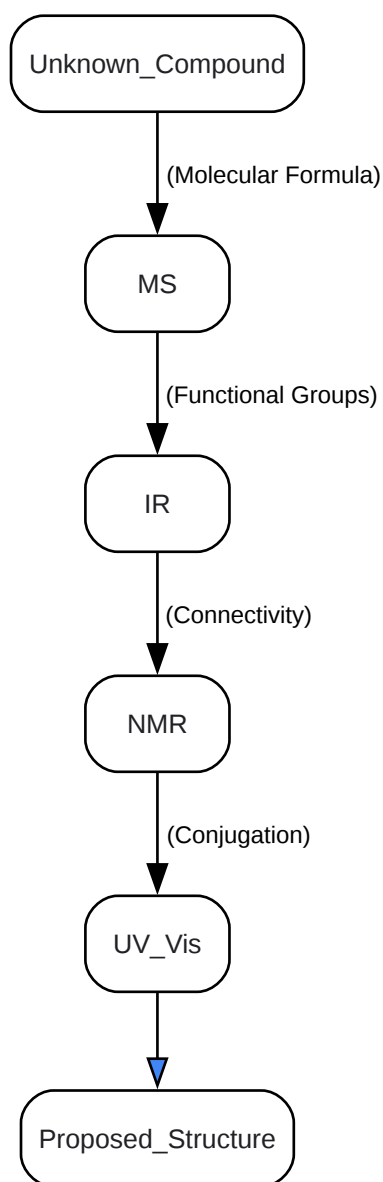 Unknown_Compound
(Molecular Formula)
MS
(Functional Groups)
IR
(Connectivity)
NMR
(Conjugation)
UV_Vis
Proposed_Structure